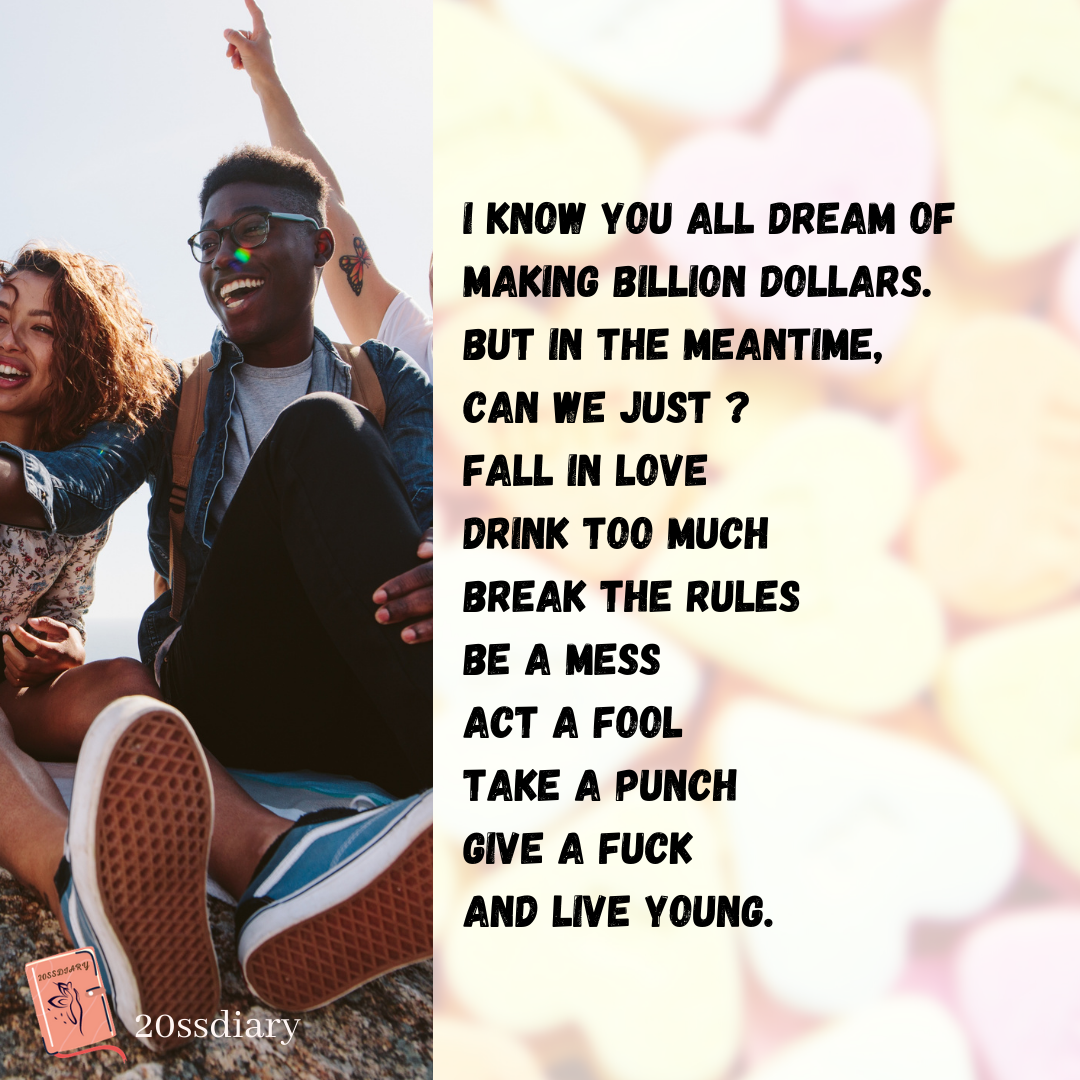 I KNOW YOU ALL DREAM OF
MAKING BILLION DOLLARS.
BUT IN THE MEANTIME,
CAN WE JUST ?
FALL IN LOVE
DRINK TOO MUCH
BREAK THE RULES
BE A MESS
ACT A FOOL
TAKE A PUNCH
GIVE A FUCK
AND LIVE YOUNG.
20SSDIARY
20ssdiary